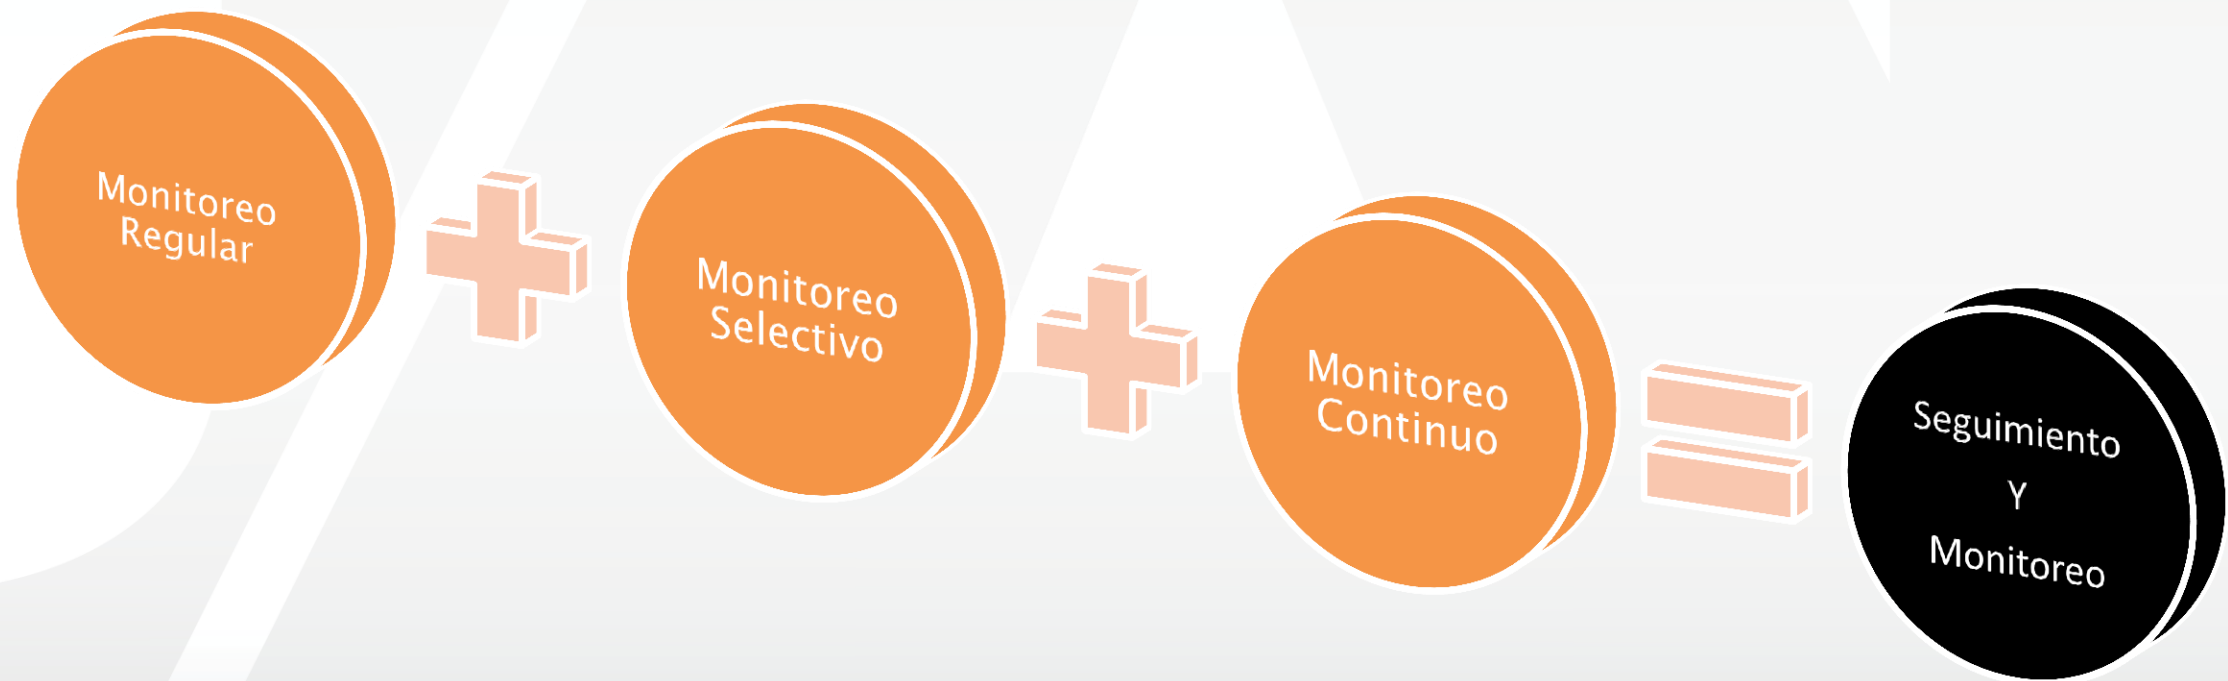 Monitoreo
Regular
Monitoreo
Selectivo
Monitoreo
Continuo
Seguimiento
Y
Monitoreo